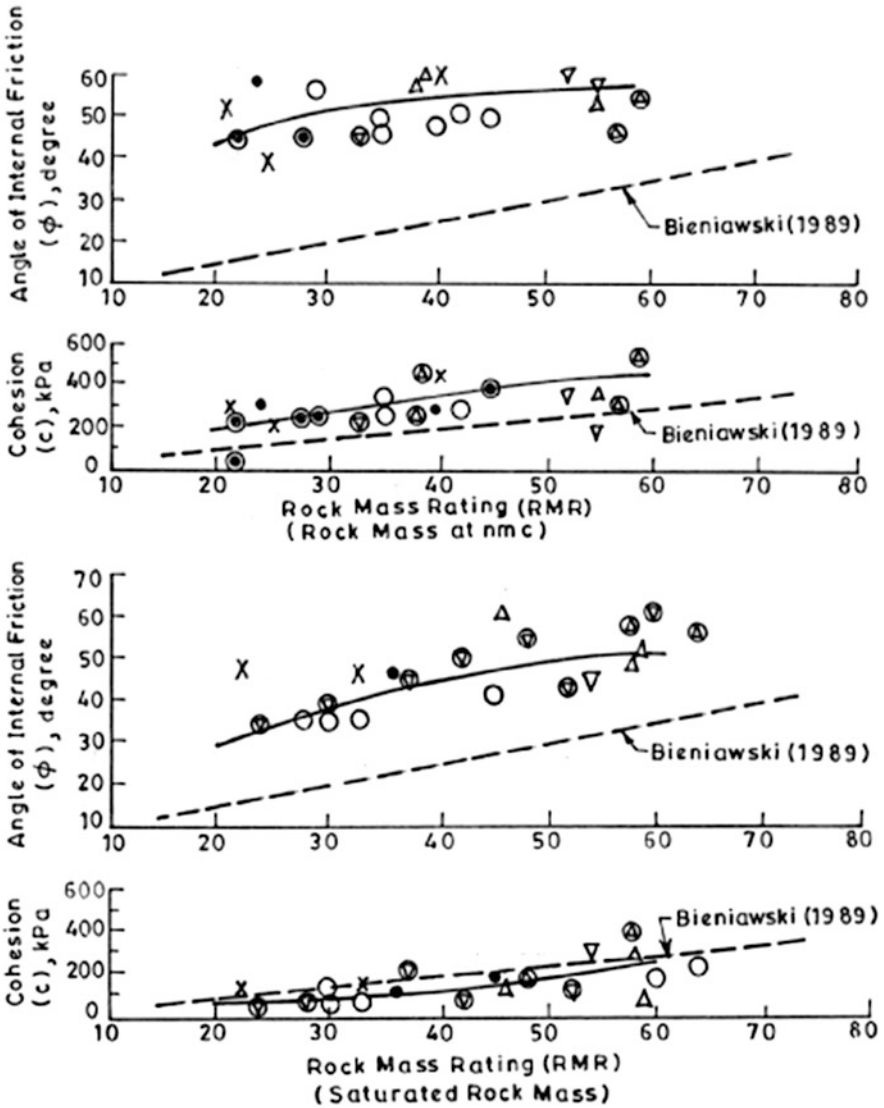 Angle of Internal Friction
(ϕ), degree
60
50
40
30
20
10
Bieniawski(1989)
10 20 30 40 50 60 70 80
Cohesion
(c), kPa
600
400
200
0
Bieniawski(1989)
10 20 30 40 50 60 70 80
Rock Mass Rating (RMR)
(Rock Mass at nmc)
Angle of Internal Friction
(ϕ), degree
70
60
50
40
30
20
10
Bieniawski(1989)
10 20 30 40 50 60 70 80
Cohesion
(c), kPa
600
400
200
0
Bieniawski(1989)
10 20 30 40 50 60 70 80
Rock Mass Rating (RMR)
(Saturated Rock Mass)